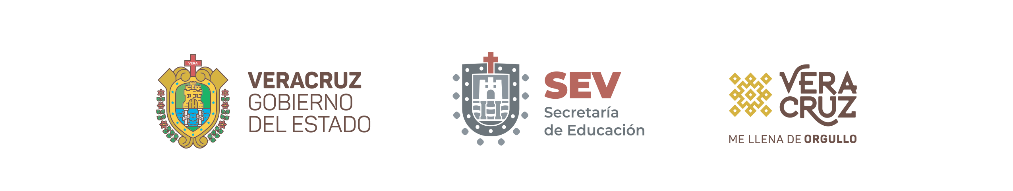 VERACRUZ
GOBIERNO
DEL ESTADO
SEV
Secretaría
de Educación
VERA
CRUZ
ME LLENA DE ORGULLO